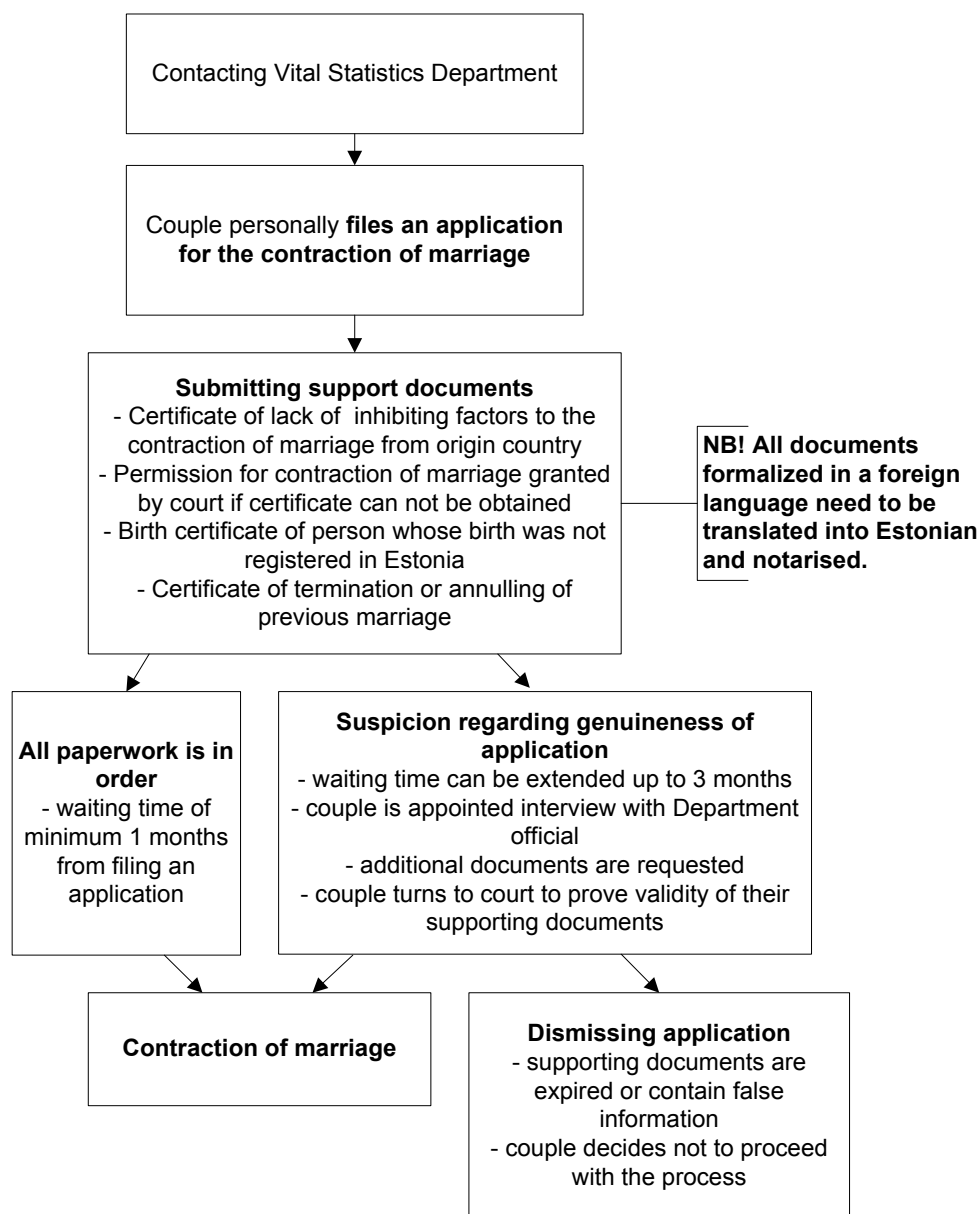 Contacting Vital Statistics Department
Couple personally files an application
for the contraction of marriage
Submitting support documents
- Certificate of lack of inhibiting factors to the
contraction of marriage from origin country
- Permission for contraction of marriage granted
by court if certificate can not be obtained
- Birth certificate of person whose birth was not
registered in Estonia
- Certificate of termination or annulling of
previous marriage
NB! All documents
formalized in a foreign
language need to be
translated into Estonian
and notarised.
All paperwork is in
order
- waiting time of
minimum 1 months
from filing an
application
Suspicion regarding genuineness of
application
- waiting time can be extended up to 3 months
- couple is appointed interview with Department
official
- additional documents are requested
- couple turns to court to prove validity of their
supporting documents
Contraction of marriage
Dismissing application
- supporting documents are
expired or contain false
information
- couple decides not to proceed
with the process